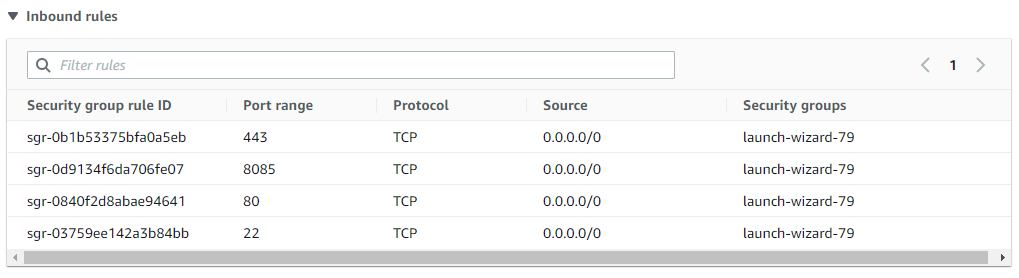 Inbound rules
Filter rules
1
Security group rule ID Port range Protocol Source Security groups
sgr-0b1b53375bfa0a5eb 443 TCP 0.0.0.0/0 launch-wizard-79
sgr-0d9134f6da706fe07 8085 TCP 0.0.0.0/0 launch-wizard-79
sgr-0840f2d8abae94641 80 TCP 0.0.0.0/0 launch-wizard-79
sgr-03759ee142a3b84bb 22 TCP 0.0.0.0/0 launch-wizard-79